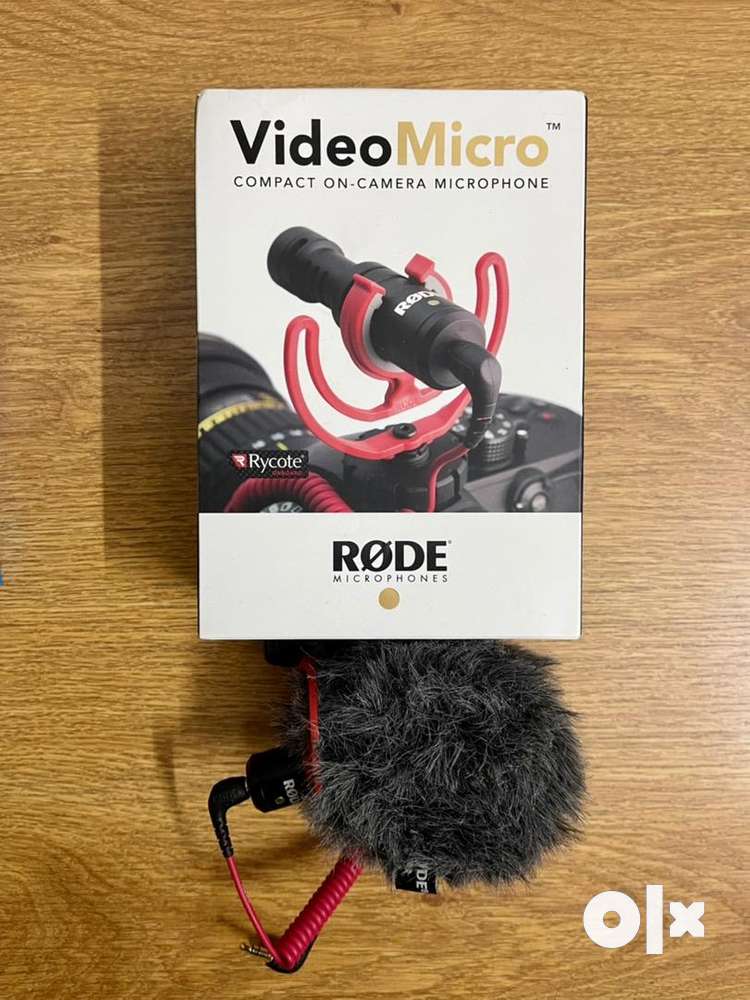 VideoMicro™
COMPACT ON-CAMERA MICROPHONE
RØDE
Rycote®
RØDE®
MICROPHONES
RØDE
RØDE
olx